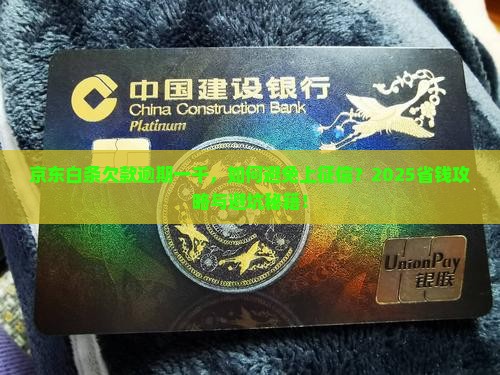 中国建设银行
China Construction Bank
Platinum
京东白条欠款逾期一千，如何避免上征信？2025省钱攻
略与避坑秘籍！
UnionPay
银联